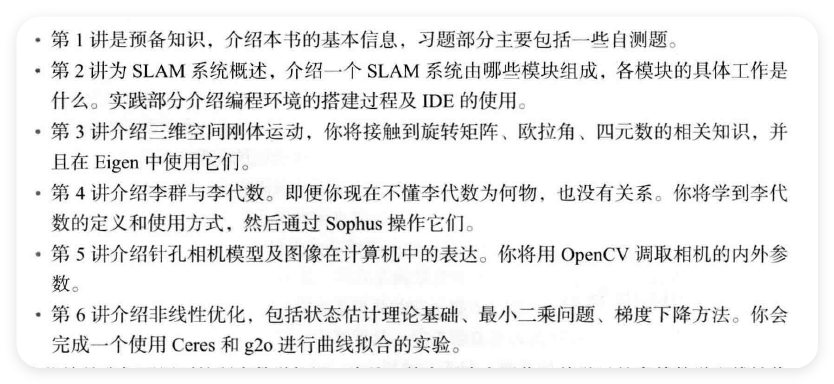 • 第 1 讲是预备知识，介绍本书的基本信息，习题部分主要包括一些自测题。
• 第 2 讲为 SLAM 系统概述，介绍一个 SLAM 系统由哪些模块组成，各模块的具体工作是
什么。实践部分介绍编程环境的搭建过程及 IDE 的使用。
• 第 3 讲介绍三维空间刚体运动，你将接触到旋转矩阵、欧拉角、四元数的相关知识，并
且在 Eigen 中使用它们。
• 第 4 讲介绍李群与李代数。即便你现在不懂李代数为何物，也没有关系。你将学到李代
数的定义和使用方式，然后通过 Sophus 操作它们。
• 第 5 讲介绍针孔相机模型及图像在计算机中的表达。你将用 OpenCV 调取相机的内外参
数。
• 第 6 讲介绍非线性优化，包括状态估计理论基础、最小二乘问题、梯度下降方法。你会
完成一个使用 Ceres 和 g2o 进行曲线拟合的实验。